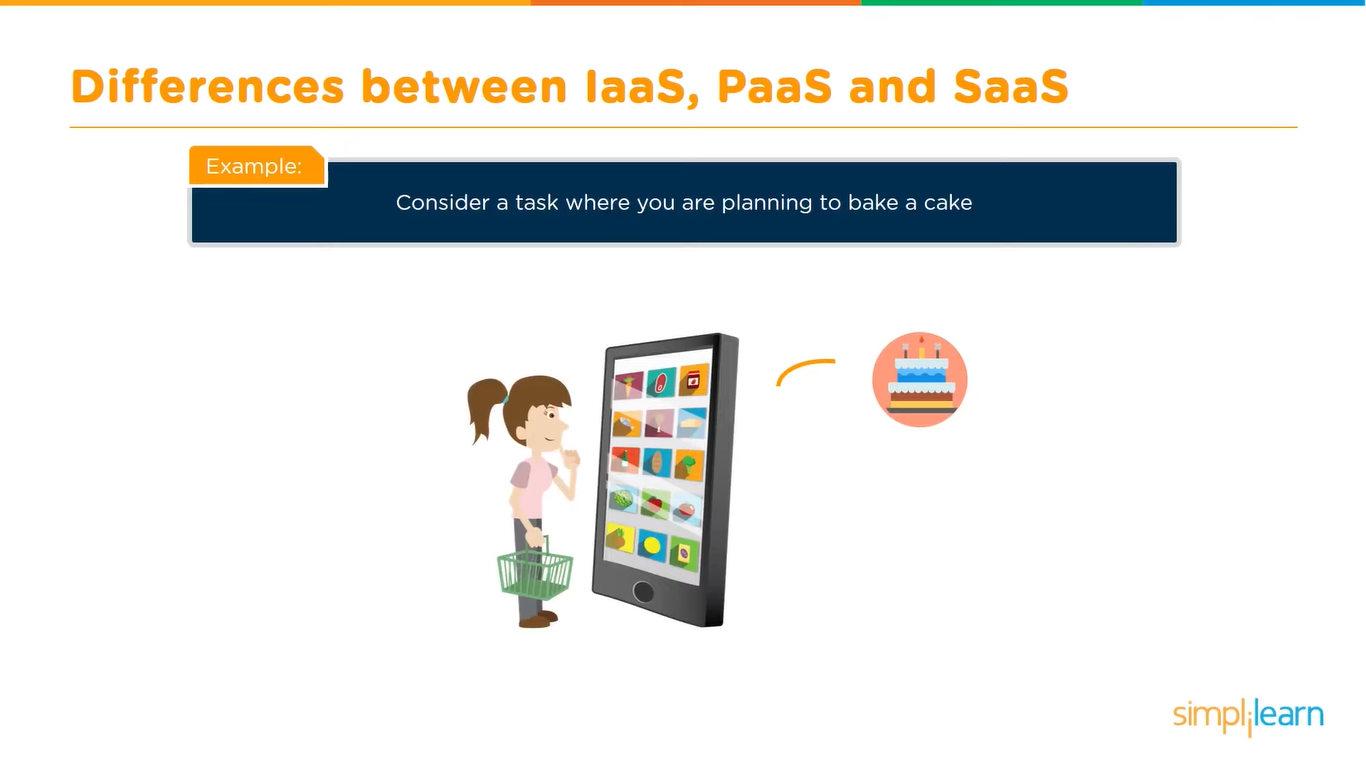 Differences between IaaS, PaaS and SaaS
Example:
Consider a task where you are planning to bake a cake
simplilearn